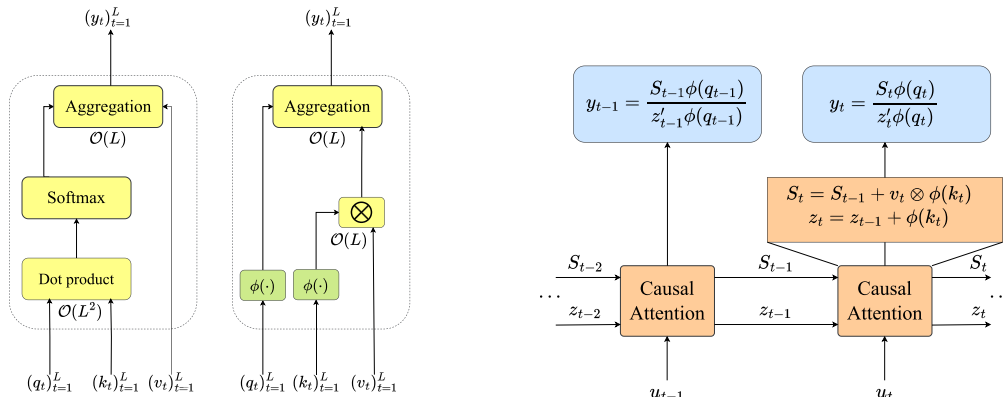 (y_t)_{t=1}^L
Aggregation
O(L)
Softmax
Dot product
O(L^2)
(q_t)_{t=1}^L (k_t)_{t=1}^L (v_t)_{t=1}^L
(y_t)_{t=1}^L
Aggregation
O(L)
⊗
O(L)
ϕ(·) ϕ(·)
(q_t)_{t=1}^L (k_t)_{t=1}^L (v_t)_{t=1}^L
y_{t-1} = \frac{S_{t-1}ϕ(q_{t-1})}{z'_{t-1}ϕ(q_{t-1})}
y_t = \frac{S_tϕ(q_t)}{z'_tϕ(q_t)}
S_t = S_{t-1} + v_t ⊗ ϕ(k_t)
z_t = z_{t-1} + ϕ(k_t)
S_{t-2} S_{t-1} S_t
Causal
Attention
Causal
Attention
... ...
z_{t-2} z_{t-1} z_t
u_{t-1} u_t